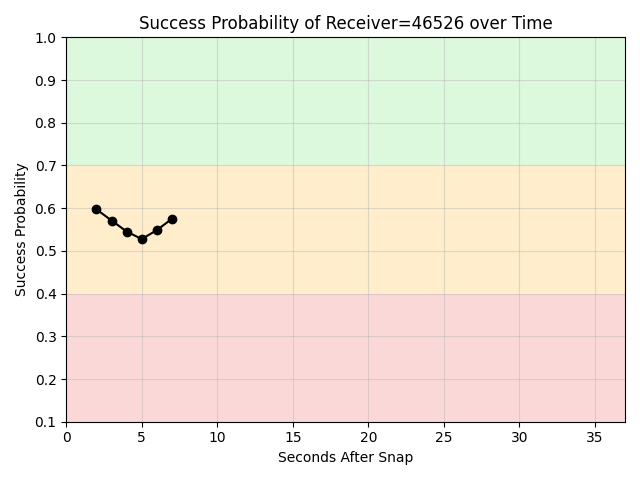 Success Probability of Receiver=46526 over Time
1.0
0.9
0.8
0.7
0.6
0.5
0.4
0.3
0.2
0.1
Success Probability
0 5 10 15 20 25 30 35
Seconds After Snap